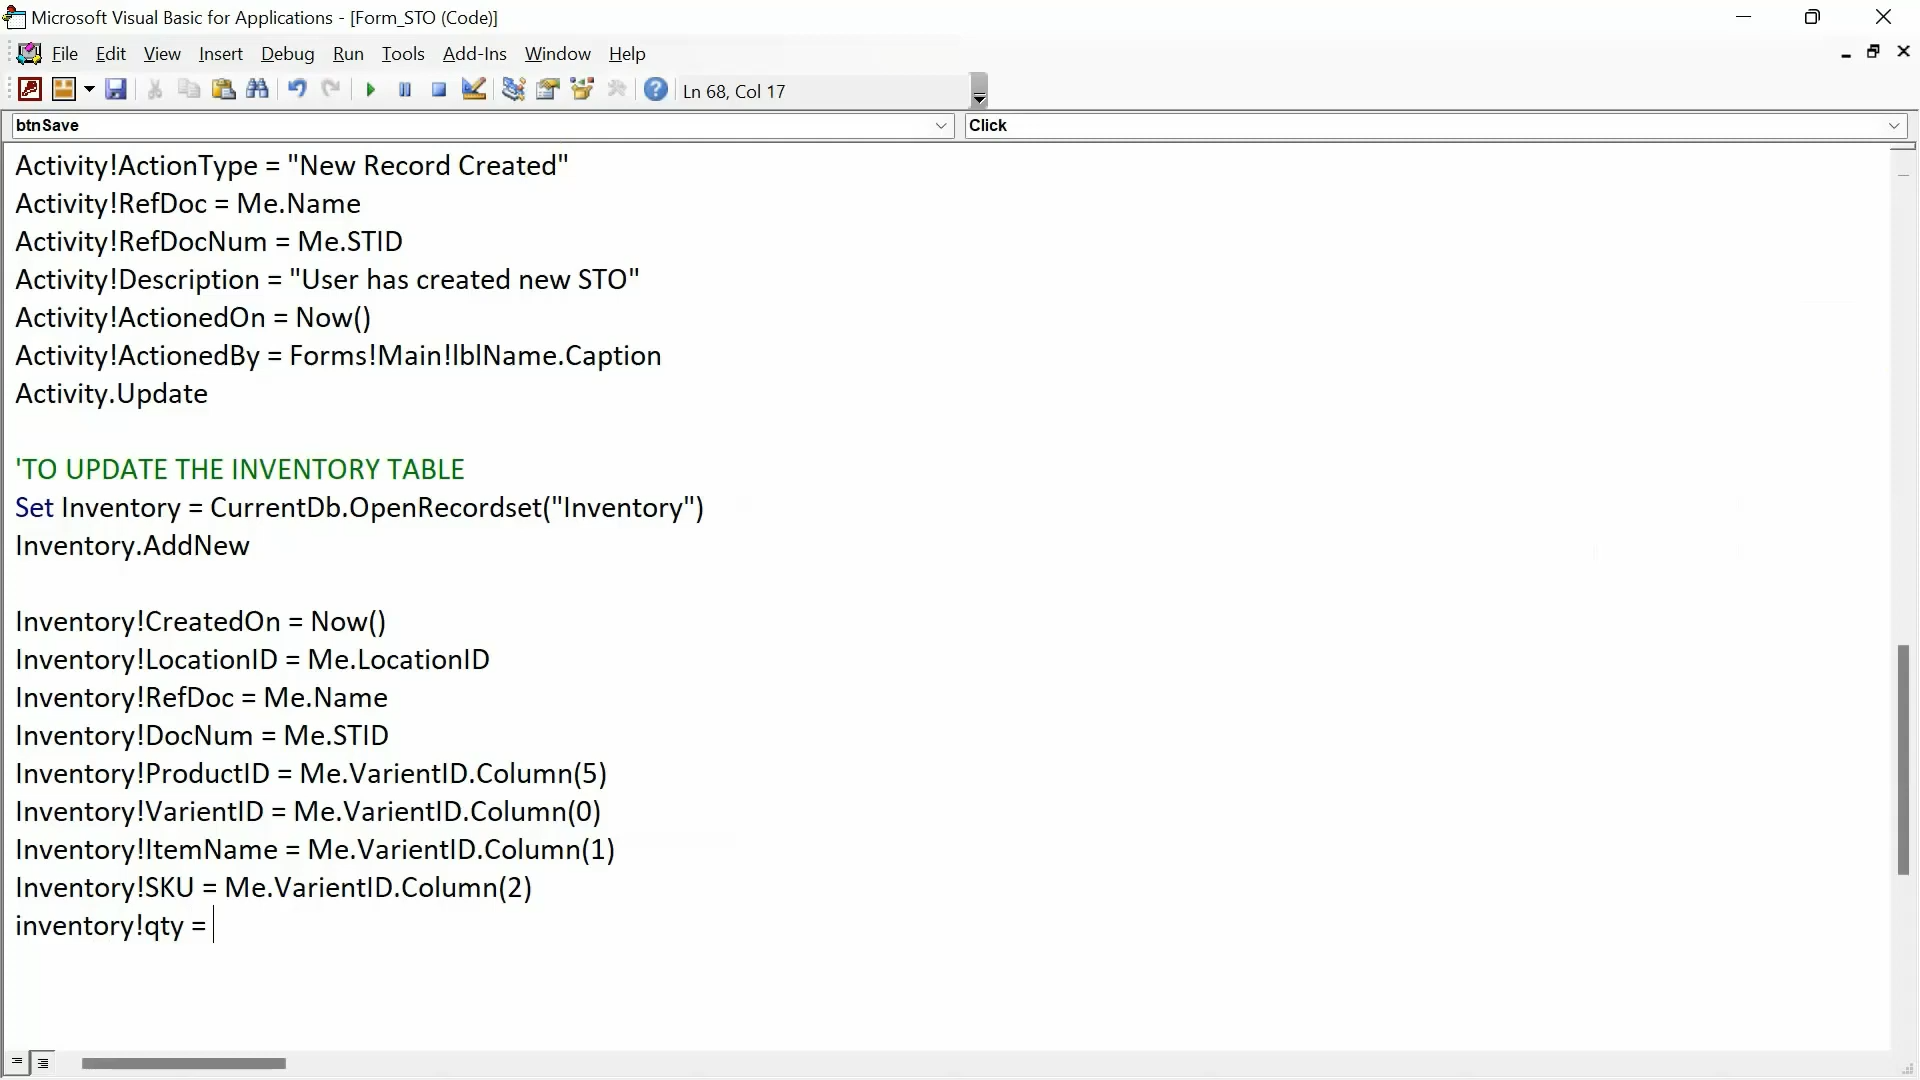 Microsoft Visual Basic for Applications - [Form_STO (Code)]
File Edit View Insert Debug Run Tools Add-Ins Window Help
Ln 68, Col 17
btnSave
Click
Activity!ActionType = "New Record Created"
Activity!RefDoc = Me.Name
Activity!RefDocNum = Me.STID
Activity!Description = "User has created new STO"
Activity!ActionedOn = Now()
Activity!ActionedBy = Forms!Main!lblName.Caption
Activity.Update
'TO UPDATE THE INVENTORY TABLE
Set Inventory = CurrentDb.OpenRecordset("Inventory")
Inventory.AddNew
Inventory!CreatedOn = Now()
Inventory!LocationID = Me.LocationID
Inventory!RefDoc = Me.Name
Inventory!DocNum = Me.STID
Inventory!ProductID = Me.VarientID.Column(5)
Inventory!VarientID = Me.VarientID.Column(0)
Inventory!ItemName = Me.VarientID.Column(1)
Inventory!SKU = Me.VarientID.Column(2)
inventory!qty =